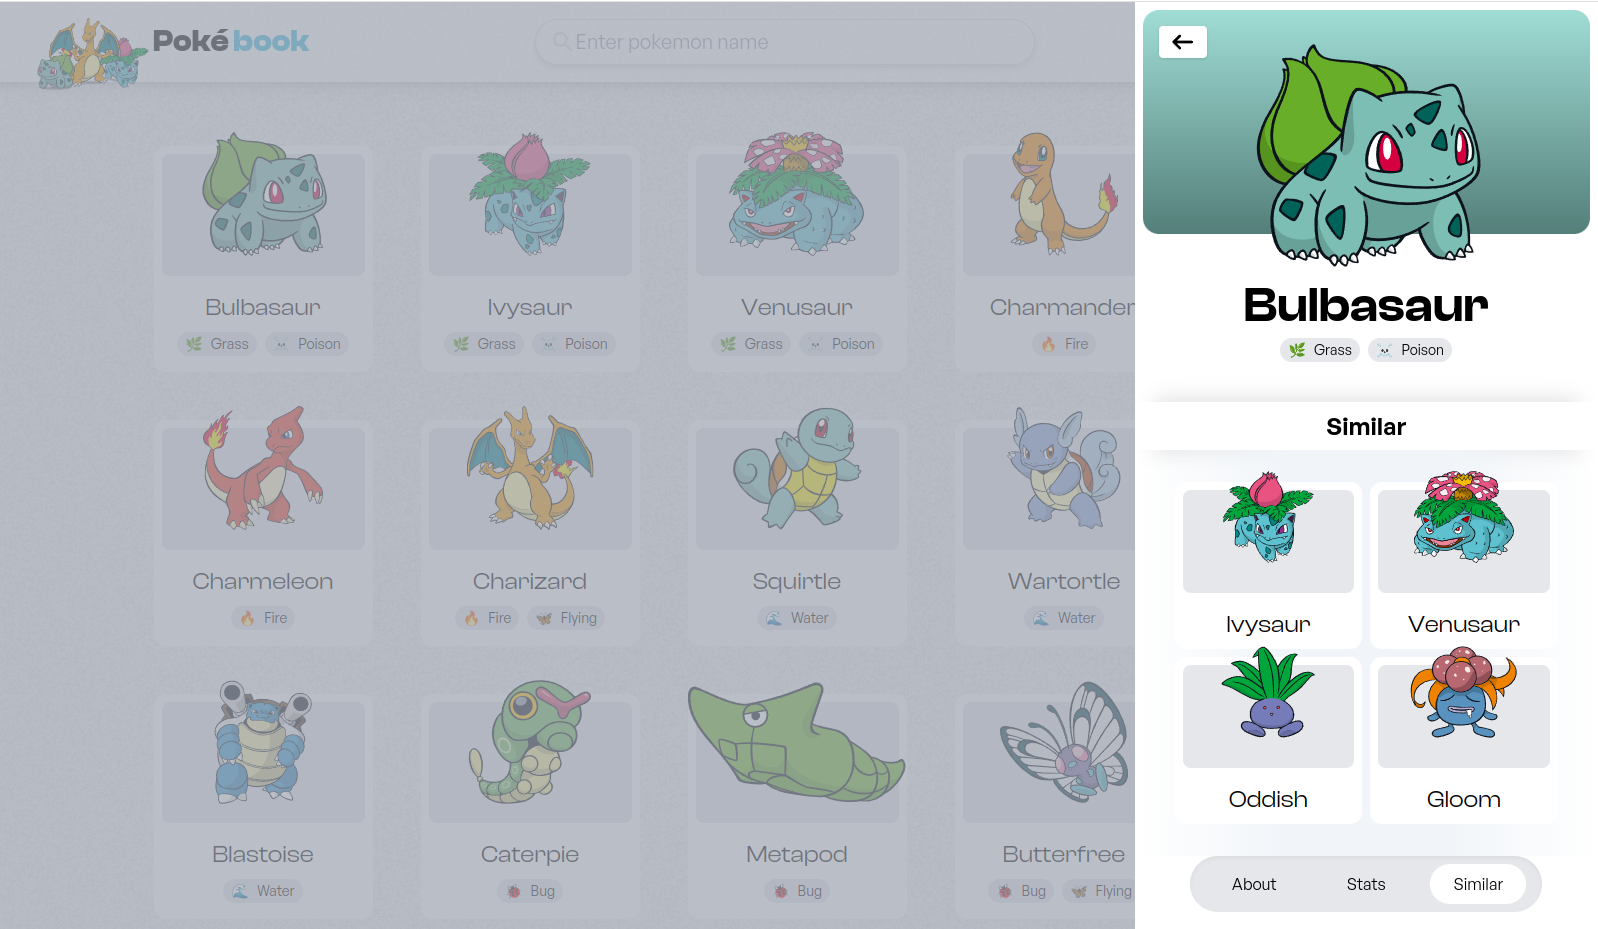 Poké book
Enter pokemon name
Bulbasaur
Grass Poison
Ivysaur
Grass Poison
Venusaur
Grass Poison
Charmander
Fire
Charmeleon
Fire
Charizard
Fire Flying
Squirtle
Water
Wartortle
Water
Blastoise
Water
Caterpie
Bug
Metapod
Bug
Butterfree
Bug Flying
Bulbasaur
Grass Poison
Similar
Ivysaur
Venusaur
Oddish
Gloom
About Stats Similar